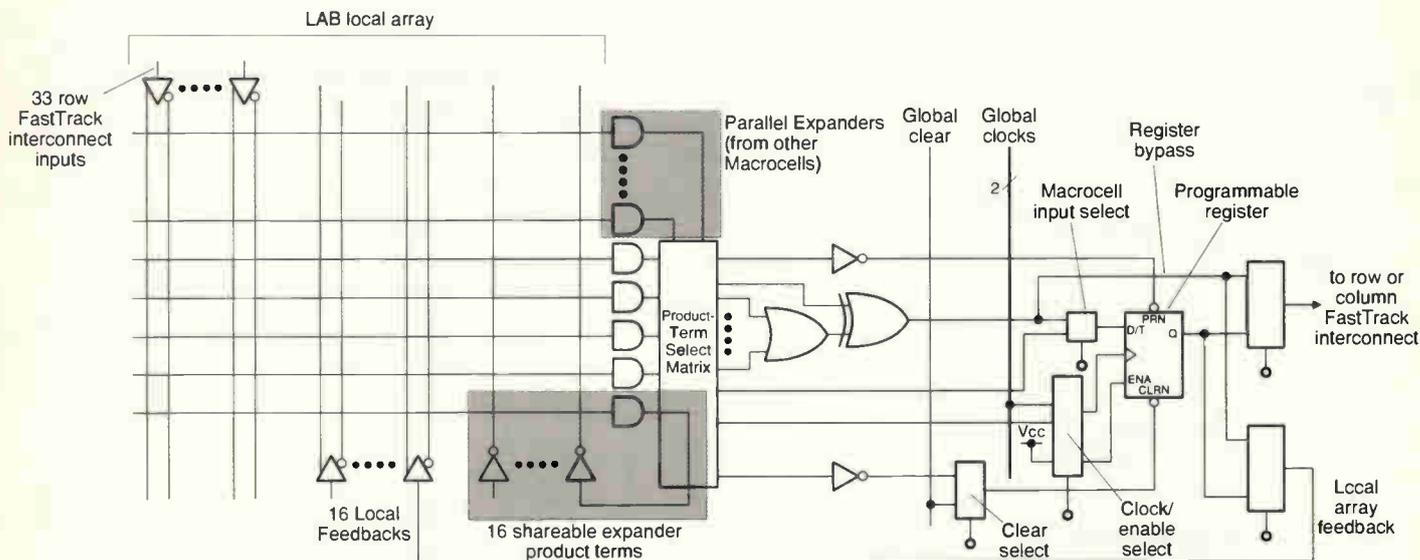 LAB local array
33 row
FastTrack
interconnect
inputs
Parallel Expanders
(from other
Macrocells)
Global
clear
Global
clocks
2
Register
bypass
Macrocell
input select
Programmable
register
Product-
Term
Select
Matrix
PRN
D/T
Q
ENA
CLRN
to row or
column
FastTrack
interconnect
Vcc
16 Local
Feedbacks
16 shareable expander
product terms
Clear
select
Clock/
enable
select
Local
array
feedback